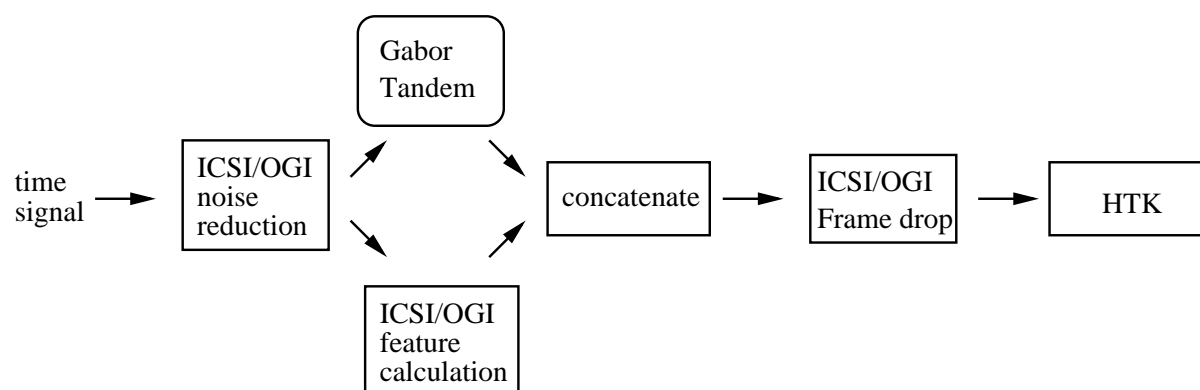 time
signal
ICSI/OGI
noise
reduction
Gabor
Tandem
ICSI/OGI
feature
calculation
concatenate
ICSI/OGI
Frame drop
HTK